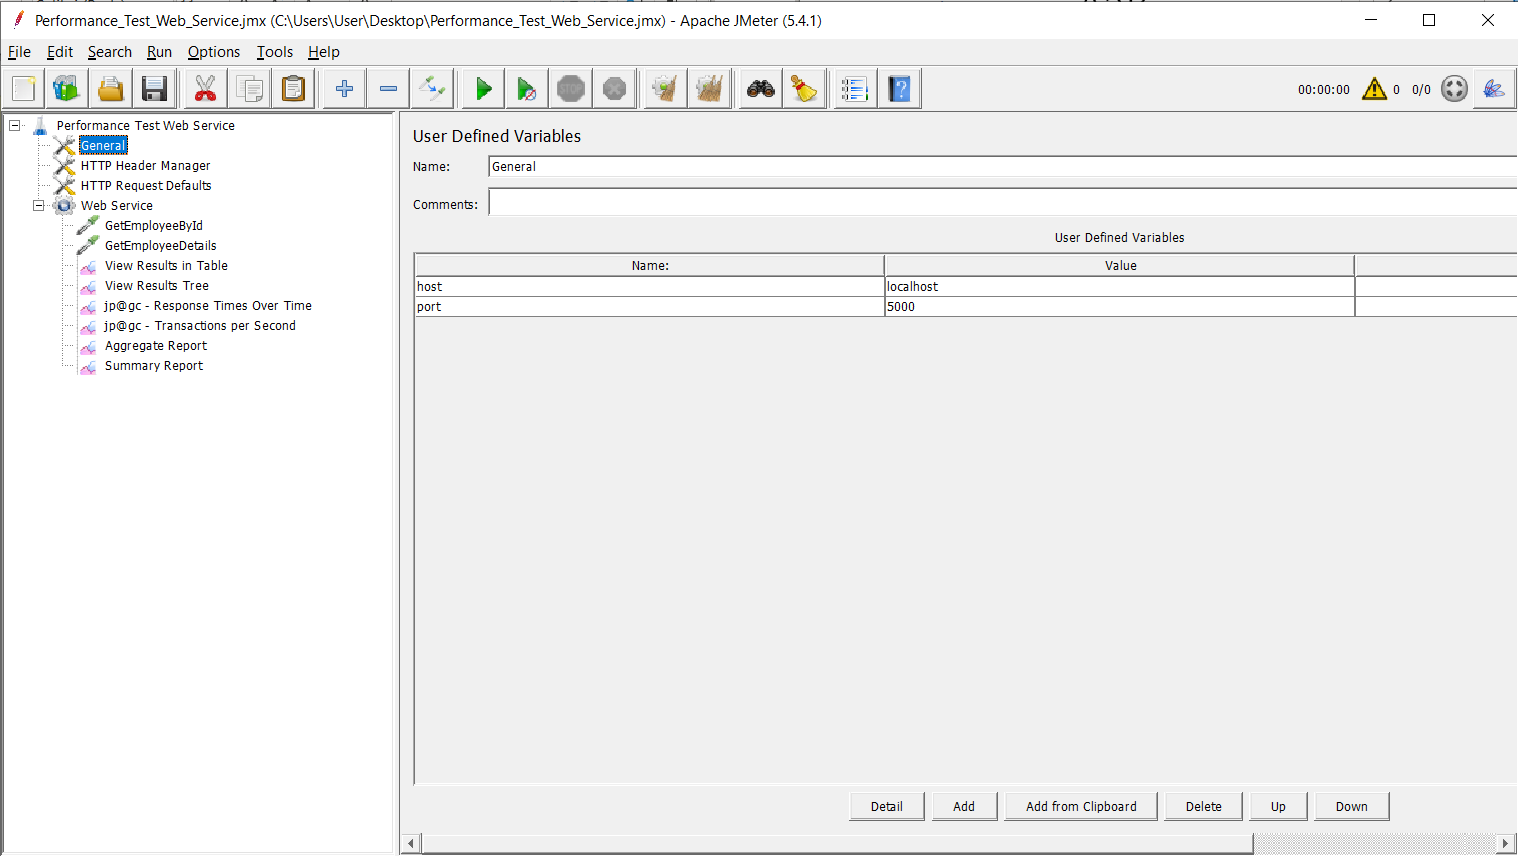 Performance_Test_Web_Service.jmx (C:\Users\User\Desktop\Performance_Test_Web_Service.jmx) - Apache JMeter (5.4.1)
File Edit Search Run Options Tools Help
STOP
00:00:00 0 0/0
Performance Test Web Service
General
HTTP Header Manager
HTTP Request Defaults
Web Service
GetEmployeeById
GetEmployeeDetails
View Results in Table
View Results Tree
jp@gc - Response Times Over Time
jp@gc - Transactions per Second
Aggregate Report
Summary Report
User Defined Variables
Name: General
Comments:
User Defined Variables
Name: Value
host localhost
port 5000
Detail Add Add from Clipboard Delete Up Down